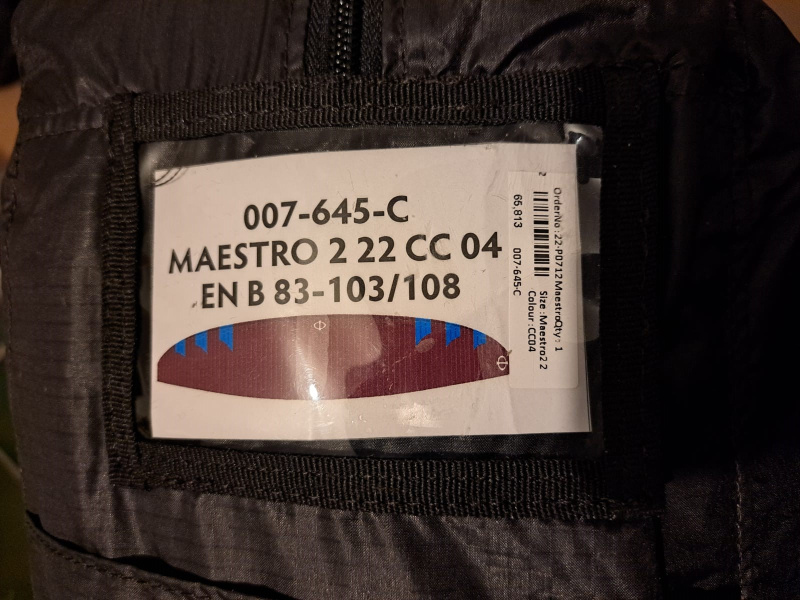 007-645-C
MAESTRO 2 22 CC 04
EN B 83-103/108
OrderNo :22-P0712 MaestroQty : 1
Size :Maestro2 2
Colour :CC04
65,813
007-645-C
2